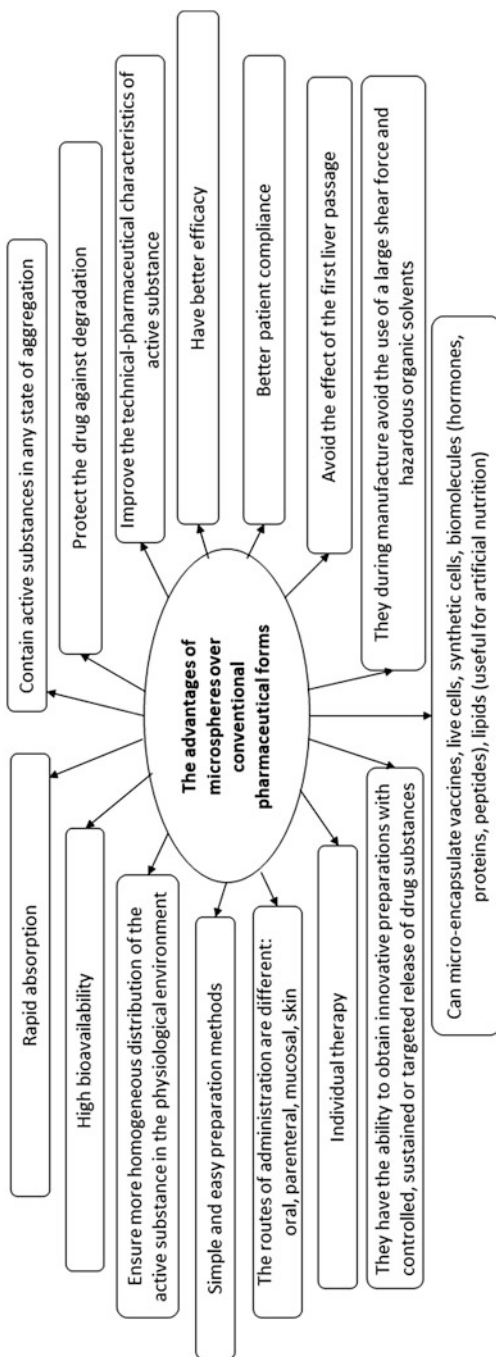 Rapid absorption
High bioavailability
Ensure more homogeneous distribution of the
active substance in the physiological environment
Simple and easy preparation methods
The routes of administration are different:
oral, parenteral, mucosal, skin
Individual therapy
They have the ability to obtain innovative preparations with
controlled, sustained or targeted release of drug substances
The advantages of
microspheres over
conventional
pharmaceutical forms
Contain active substances in any state of aggregation
Protect the drug against degradation
Improve the technical-pharmaceutical characteristics of
active substance
Have better efficacy
Better patient compliance
Avoid the effect of the first liver passage
They during manufacture avoid the use of a large shear force and
hazardous organic solvents
Can micro-encapsulate vaccines, live cells, synthetic cells, biomolecules (hormones,
proteins, peptides), lipids (useful for artificial nutrition)